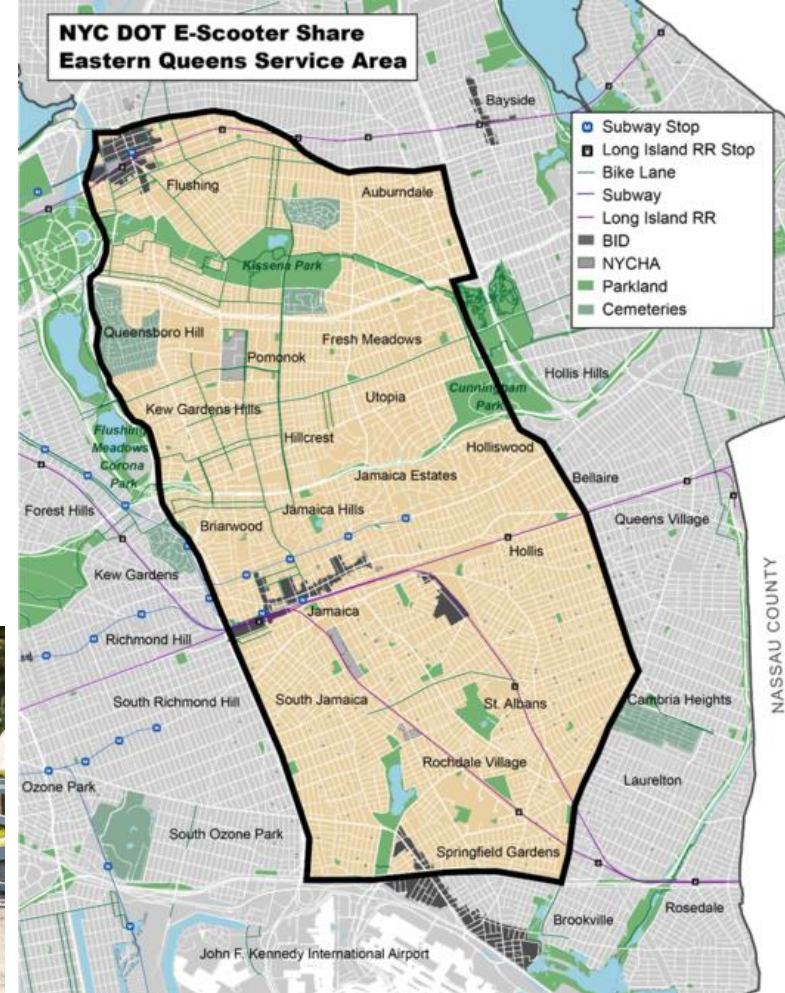 NYC DOT E-Scooter Share
Eastern Queens Service Area
Bayside
Subway Stop
Long Island RR Stop
Bike Lane
Subway
Long Island RR
BID
NYCHA
Parkland
Cemeteries
Flushing
Auburndale
Kissena Park
Queensboro Hill
Pomonok
Fresh Meadows
Hollis Hills
Utopia
Cunningham
Park
Kew Gardens Hills
Flushing
Meadows
Corona
Park
Hillcrest
Holliswood
Jamaica Estates
Bellaire
Forest Hills
Briarwood
Jamaica Hills
Queens Village
Hollis
Kew Gardens
Jamaica
Richmond Hill
NASSAU COUNTY
South Richmond Hill
South Jamaica
St. Albans
Cambria Heights
Rochdale Village
Ozone Park
Laurelton
South Ozone Park
Springfield Gardens
Brookville
Rosedale
John F. Kennedy International Airport